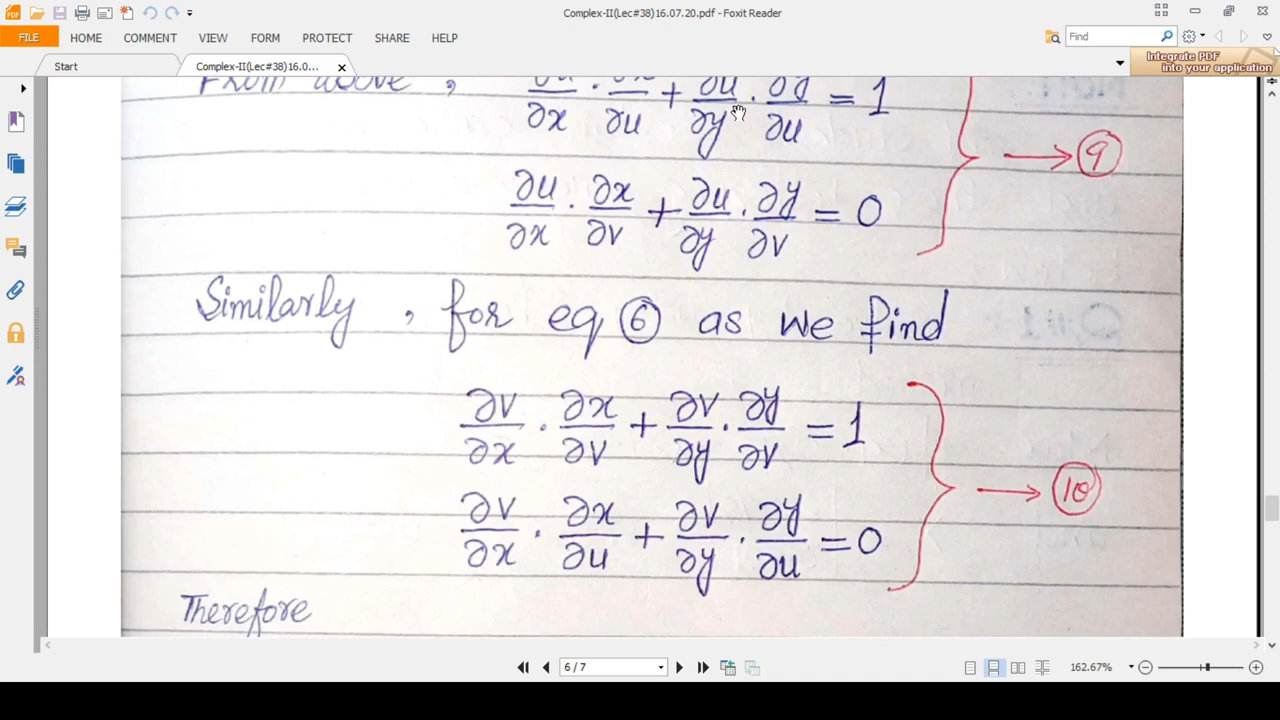 Complex-II(Lec#38)16.07.20.pdf - Foxit Reader
FILE HOME COMMENT VIEW FORM PROTECT SHARE HELP
Find
Start Complex-II(Lec#38)16.0...
Integrate PDF
into your application
From above, ∂u/∂x · ∂x/∂u + ∂u/∂y · ∂y/∂u = 1
→ 9
∂u/∂x · ∂x/∂v + ∂u/∂y · ∂y/∂v = 0
Similarly, for eq 6 as we find
∂v/∂x · ∂x/∂v + ∂v/∂y · ∂y/∂v = 1
→ 10
∂v/∂x · ∂x/∂u + ∂v/∂y · ∂y/∂u = 0
Therefore
6 / 7
162.67%